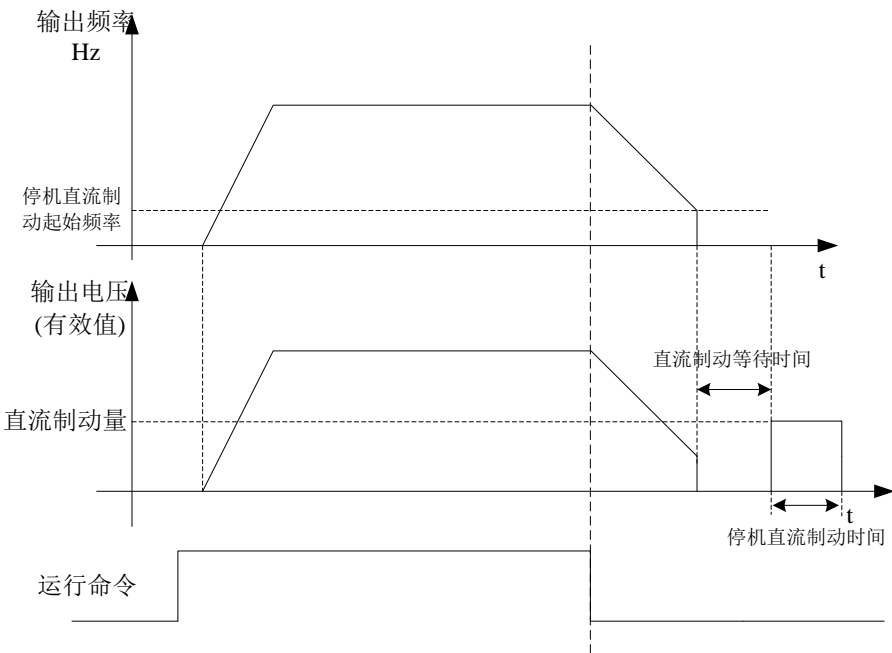 输出频率
Hz
停机直流制
动起始频率
t
输出电压
(有效值)
直流制动等待时间
直流制动量
t
停机直流制动时间
运行命令